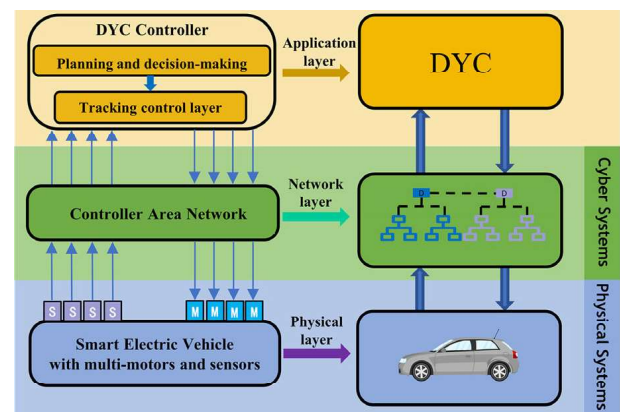 DYC Controller
Planning and decision-making
Tracking control layer
Application
layer
DYC
Controller Area Network
Network
layer
D
D
Cyber Systems
S S S S
M M M M
Smart Electric Vehicle
with multi-motors and sensors
Physical
layer
Physical Systems